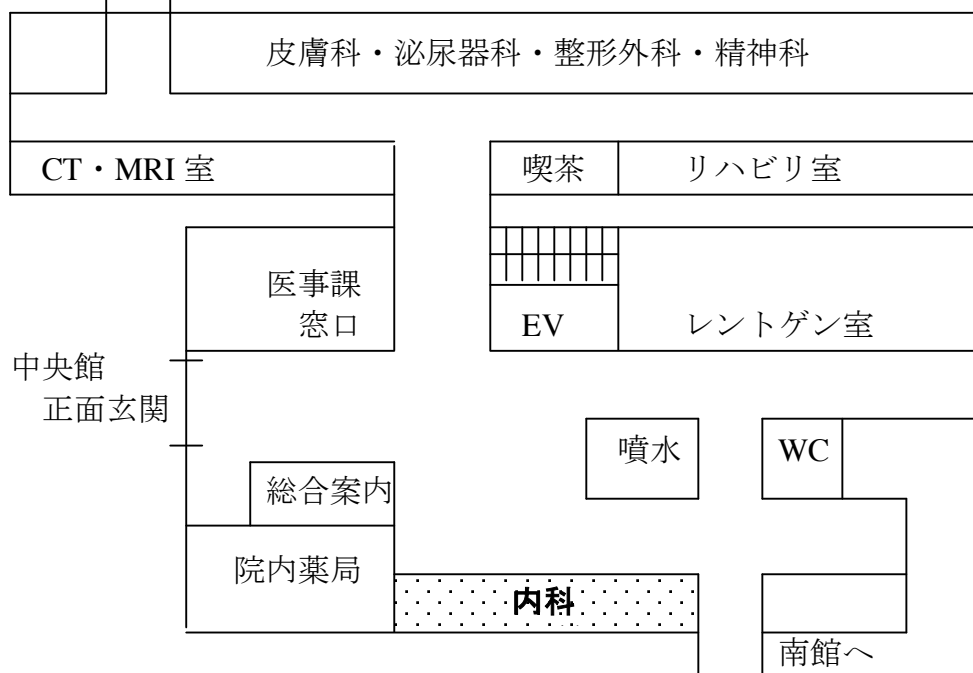 皮膚科・泌尿器科・整形外科・精神科
CT・MRI 室
喫茶
リハビリ室
医事課
窓口
EV
レントゲン室
中央館
正面玄関
噴水
WC
総合案内
院内薬局
内科
南館へ